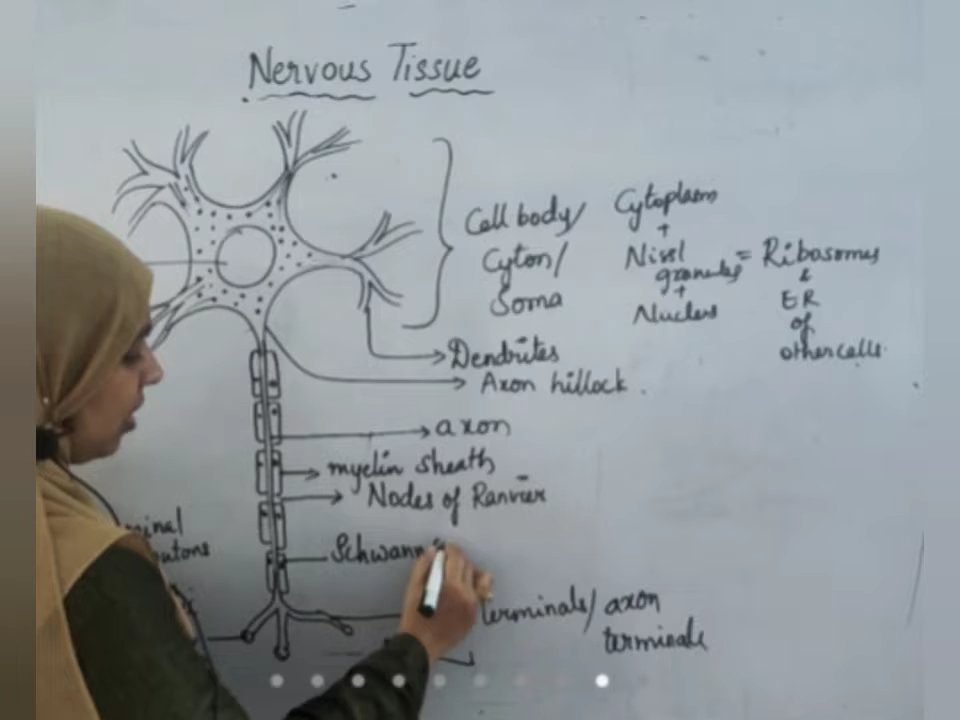 Nervous Tissue
Cell body/
Cyton/
Soma
Cytoplasm
+
Nissl
granules
+
Nucleus
= Ribosomes
&
ER
of
other cells
Dendrites
Axon hillock
axon
myelin sheath
Nodes of Ranvier
Schwann
terminals/ axon
terminals